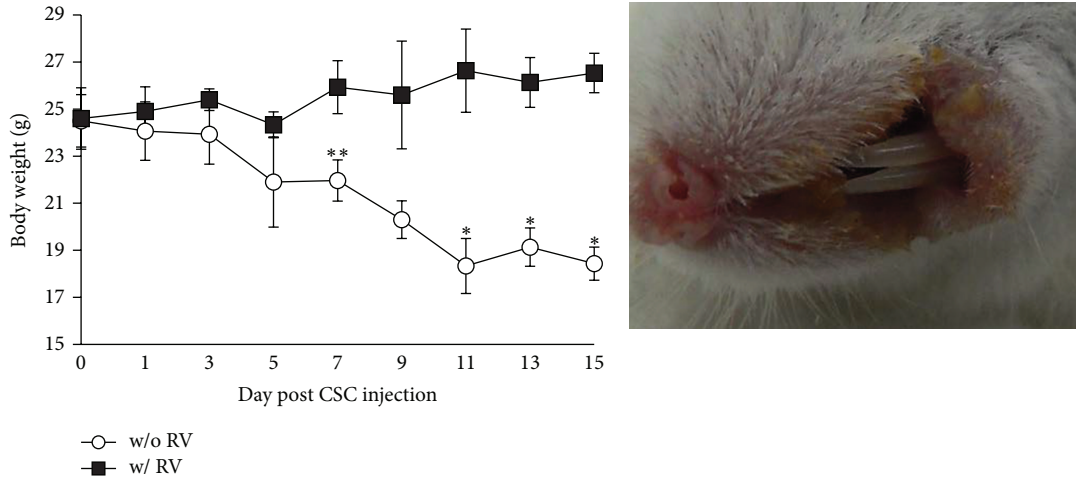 29
27
25
23
21
19
17
15
Body weight (g)
**
*
*
*
0 1 3 5 7 9 11 13 15
Day post CSC injection
w/o RV
w/ RV